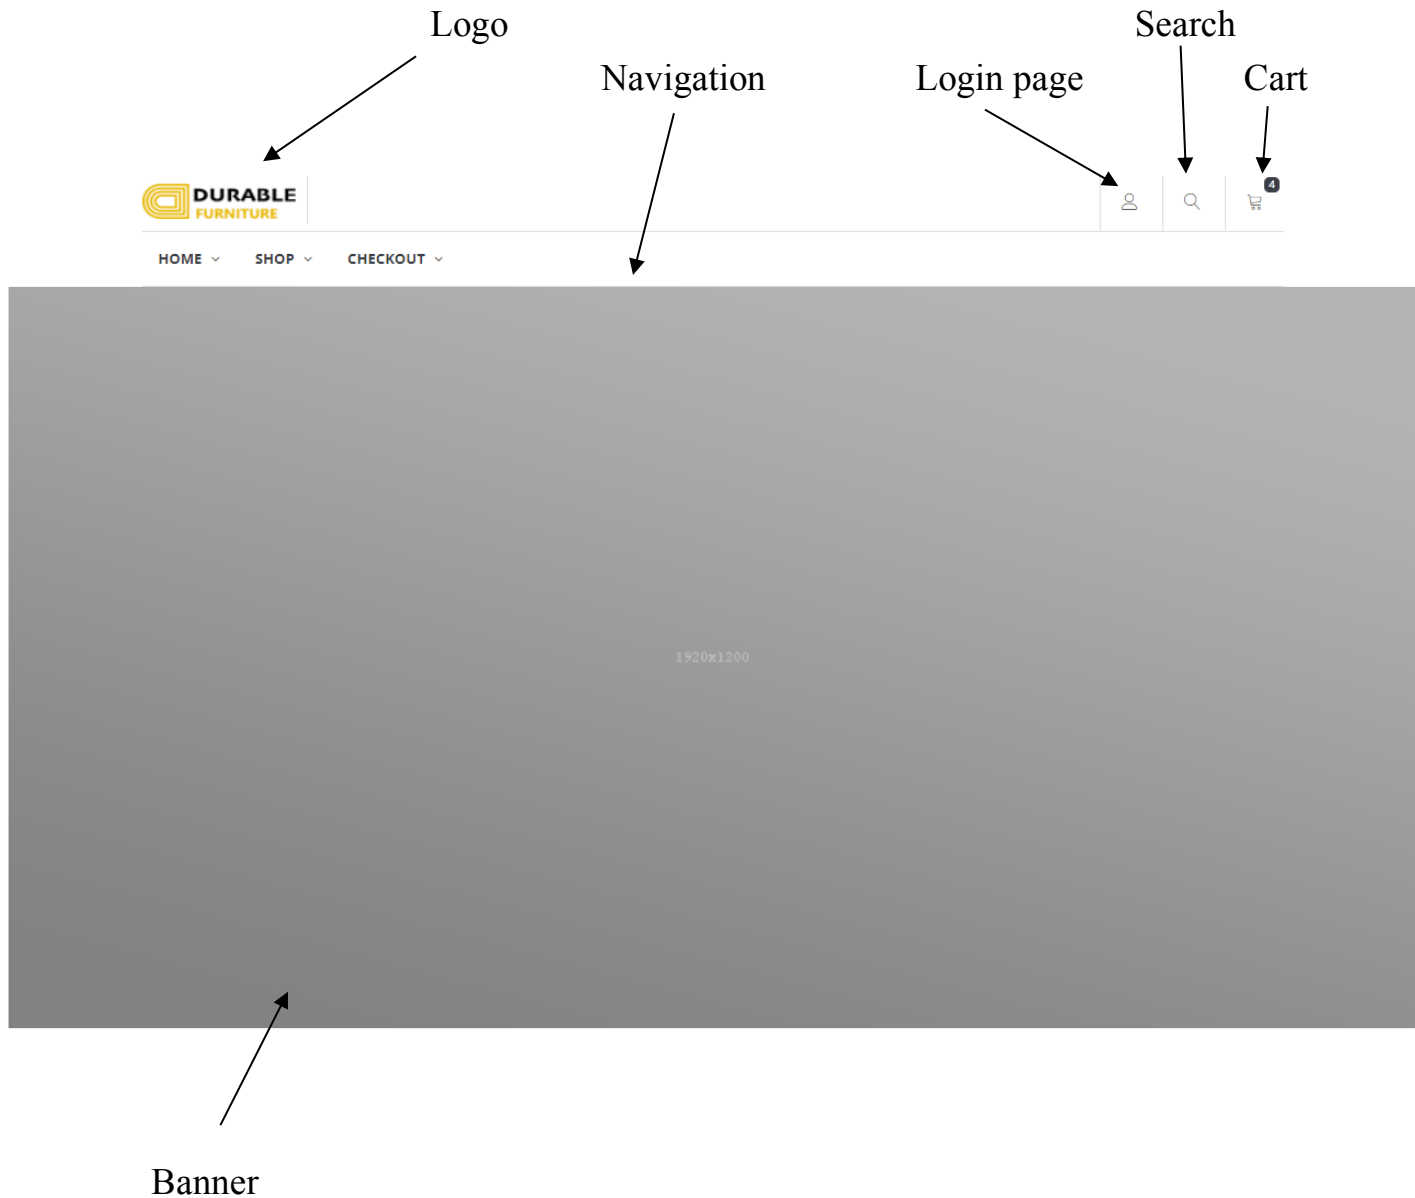 Logo
Search
Navigation
Login page
Cart
DURABLE
FURNITURE
4
HOME
SHOP
CHECKOUT
1920x1200
Banner